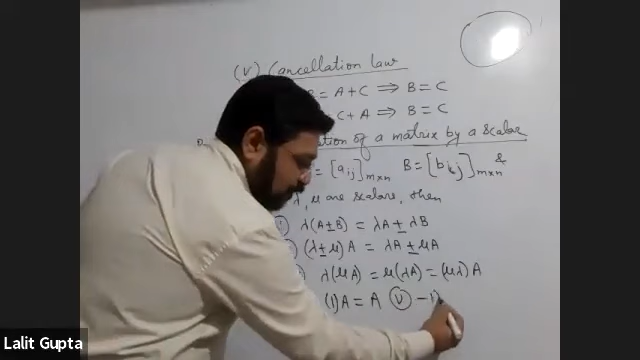 (V) Cancellation law
= A + C ⟹ B = C
C + A ⟹ B = C
of a matrix by a scalar
= [aij]m×n B = [bij]m×n &
λ, μ are scalars, then
λ(A±B) = λA ± λB
(λ±μ)A = λA ± μA
λ(μA) = μ(λA) = (μλ)A
(1)A = A (V) -1)
Lalit Gupta